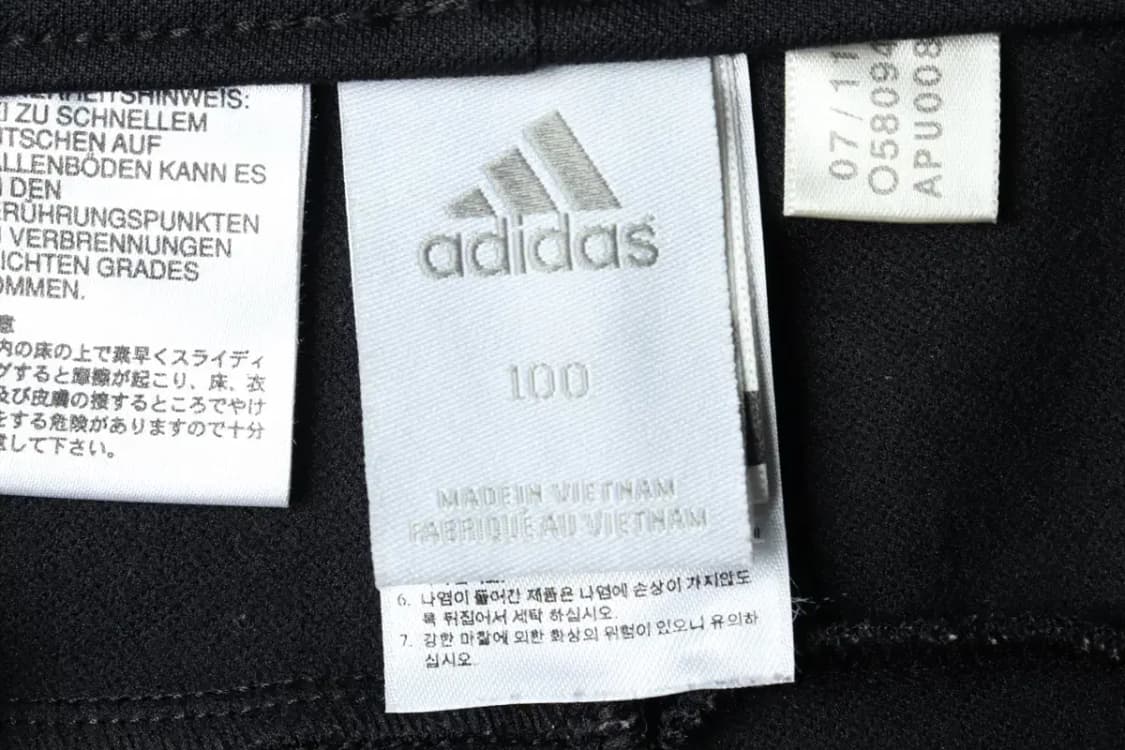 ZU SCHNELLEM
AUF
KANN ES
DEN
VERBRENNUNGEN
GRADES
内の床の上で素早くスライディ
グすると摩擦が起こり、床、衣
及び皮膚の接するところでやけ
をする危険がありますので十分
して下さい。
adidas
100
MADE IN VIETNAM
FABRIQUÉ AU VIETNAM
6. 나염이 들어간 제품은 나염에 손상이 가지않도
록 뒤집어서 세탁 하십시오.
7. 강한 마찰에 의한 화상의 위험이 있으니 유의하
십시오.
07/11
O58094
APU008